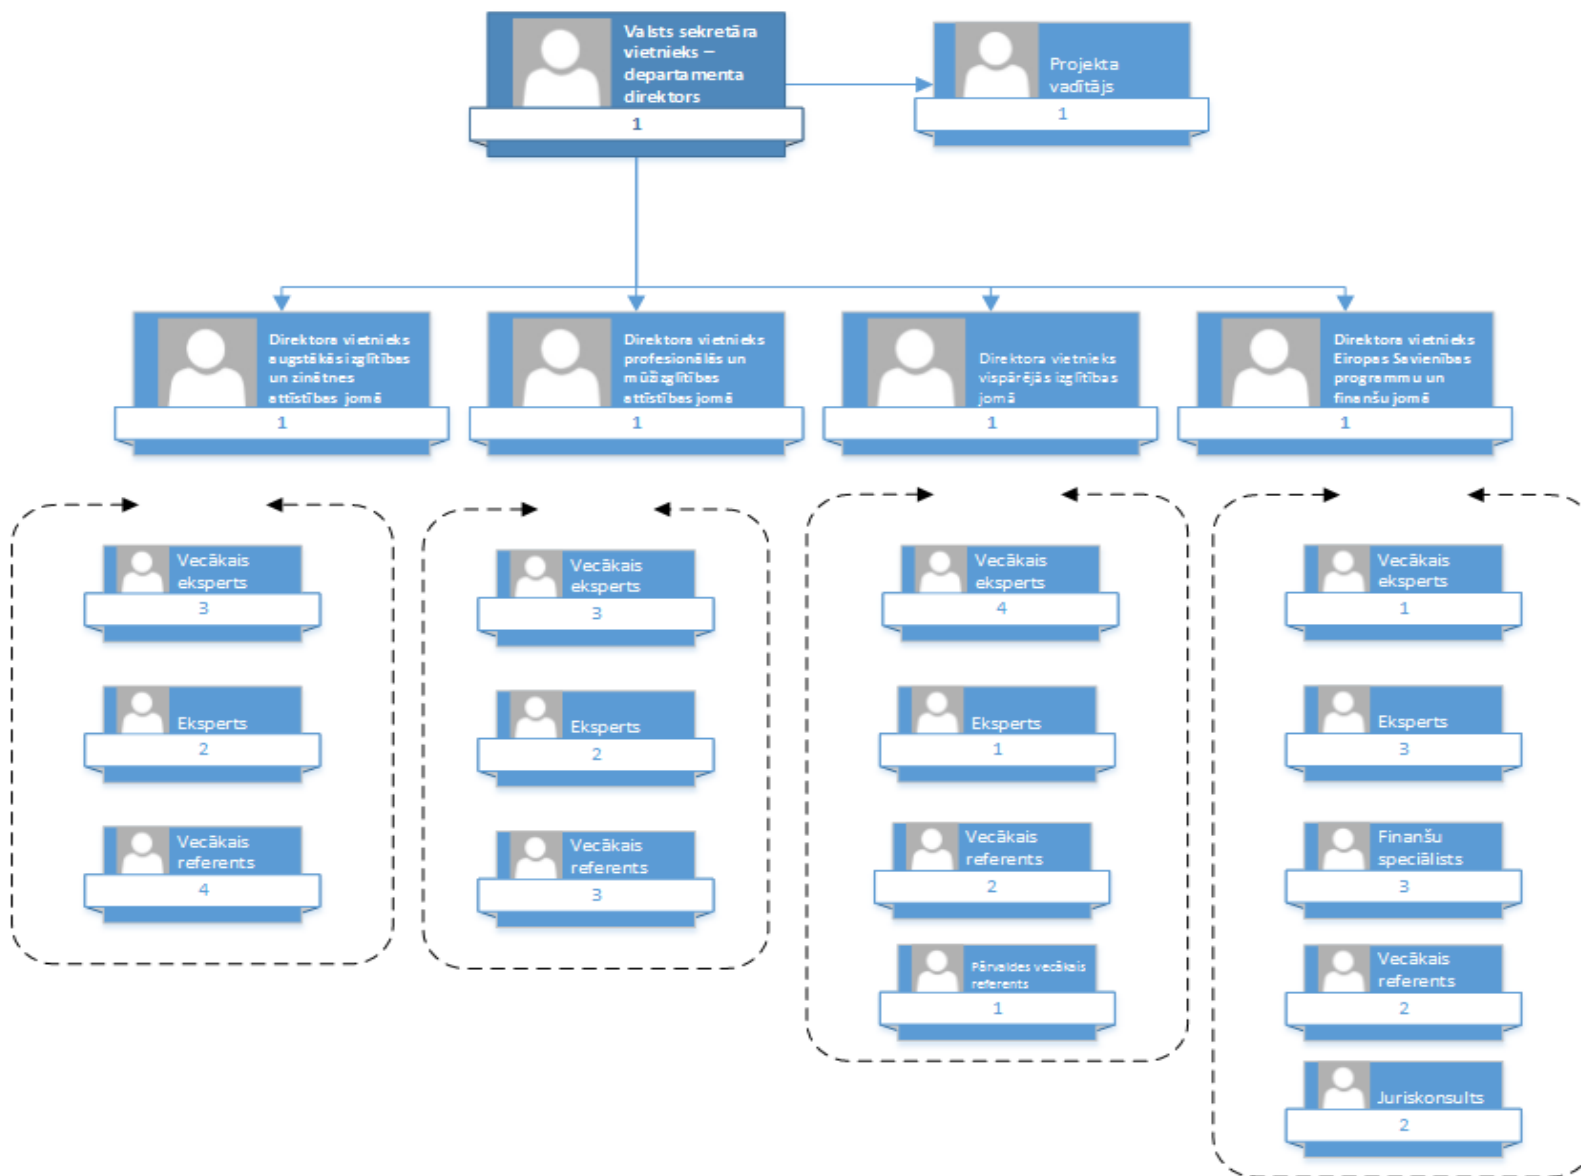 Valsts sekretāra
vietnieks –
departamenta
direktors
1
Projekta
vadītājs
1
Direktora vietnieks
augstākās izglītības
un zinātnes
attīstības jomā
1
Direktora vietnieks
profesionālās un
mūžizglītības
attīstības jomā
1
Direktora vietnieks
vispārējās izglītības
jomā
1
Direktora vietnieks
Eiropas Savienības
programmu un
finanšu jomā
1
Vecākais
eksperts
3
Eksperts
2
Vecākais
referents
4
Vecākais
eksperts
3
Eksperts
2
Vecākais
referents
3
Vecākais
eksperts
4
Eksperts
1
Vecākais
referents
2
Pārvaldes vecākais
referents
1
Vecākais
eksperts
1
Eksperts
3
Finanšu
speciālists
3
Vecākais
referents
2
Juriskonsults
2